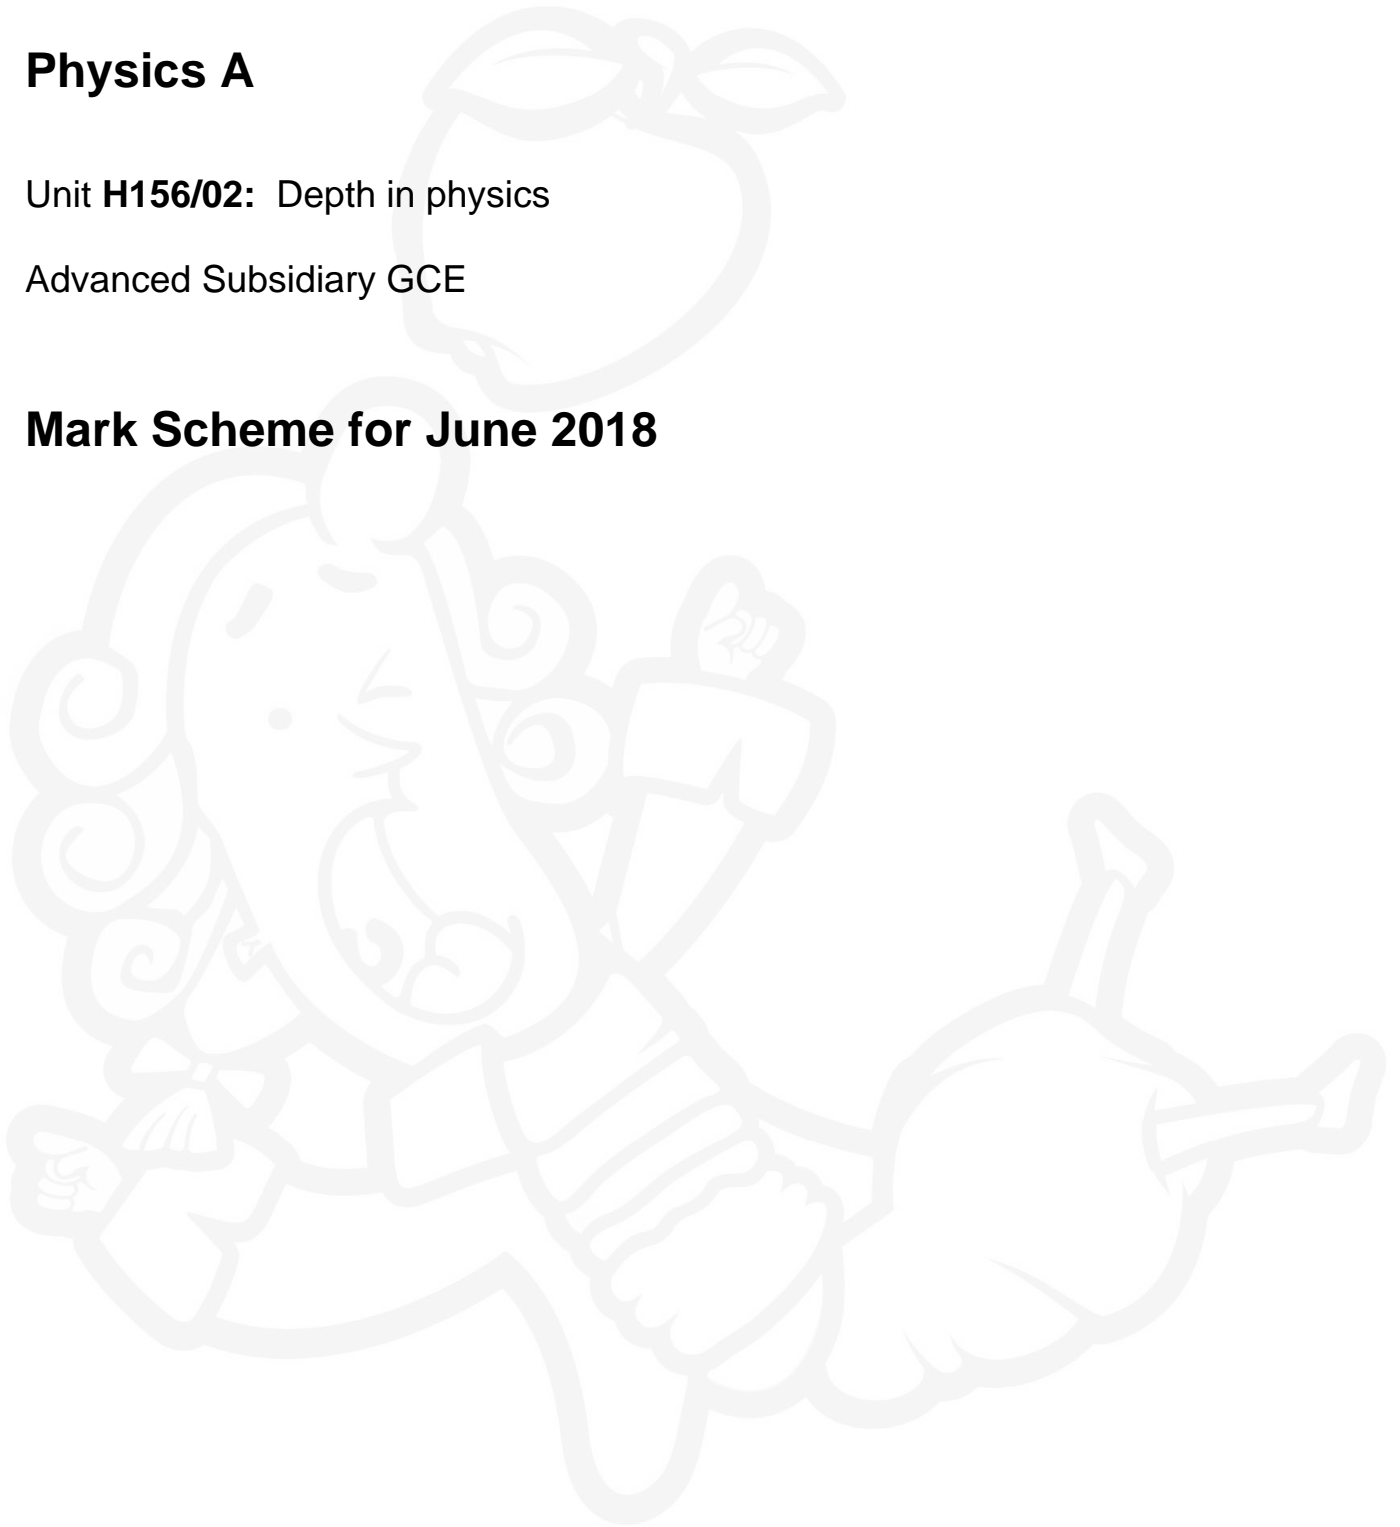 Physics A
Unit H156/02: Depth in physics
Advanced Subsidiary GCE
Mark Scheme for June 2018